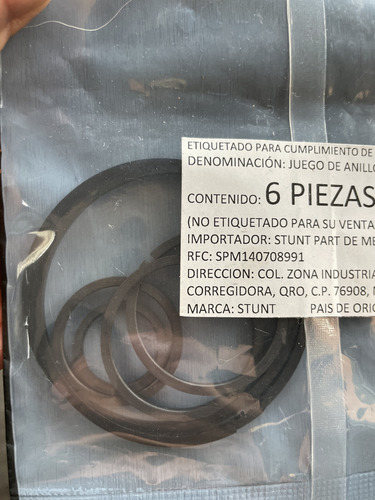 ETIQUETADO PARA CUMPLIMIENTO DE
DENOMINACIÓN: JUEGO DE ANILLO
CONTENIDO: 6 PIEZAS
(NO ETIQUETADO PARA SU VENTA
IMPORTADOR: STUNT PART DE ME
RFC: SPM140708991
DIRECCION: COL. ZONA INDUSTRIA
CORREGIDORA, QRO, C.P. 76908, M
MARCA: STUNT PAIS DE ORIG